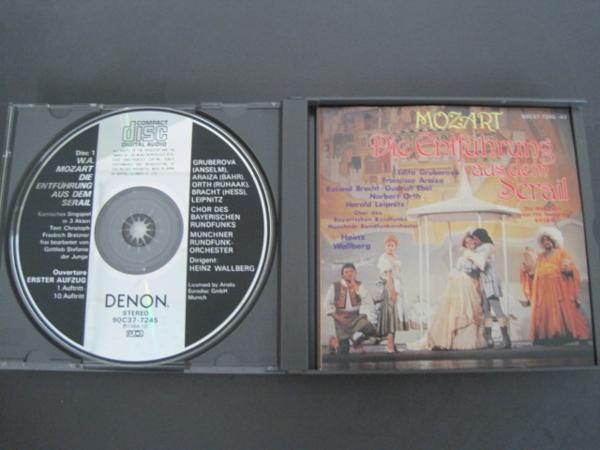 COMPACT
disc
DIGITAL AUDIO
Disc 1
W.A.
MOZART
DIE
ENTFÜHRUNG
AUS DEM
SERAIL
Komisches Singspiel
in 3 Akten
Text Christoph
Friedrich Bretzner
frei bearbeitet von
Gottlieb Stefanie
der Junge
Ouverture
ERSTER AUFZUG
1.Auftritt-
10.Auftritt
GRUBEROVA
(ANSELM),
ARAIZA (BAHR),
ORTH (RUHAAK),
BRACHT (HESS),
LEIPNITZ
CHOR DES
BAYERISCHEN
RUNDFUNKS
MÜNCHNER
RUNDFUNK-
ORCHESTER
Dirigent:
HEINZ WALLBERG
Licensed by Ariola
Eurodisc GmbH
Munich
DENON
STEREO
90C37-7245
MOZART
90C37-7245
Die Entführung
aus dem
Serail
Edita Gruberova
Francisco Araiza
Roland Bracht Gudrun Ebel
Norbert Orth
Harald Leipnitz
Chor des
Bayerischen Rundfunks
Münchner Rundfunkorchester
Heinz
Wallberg